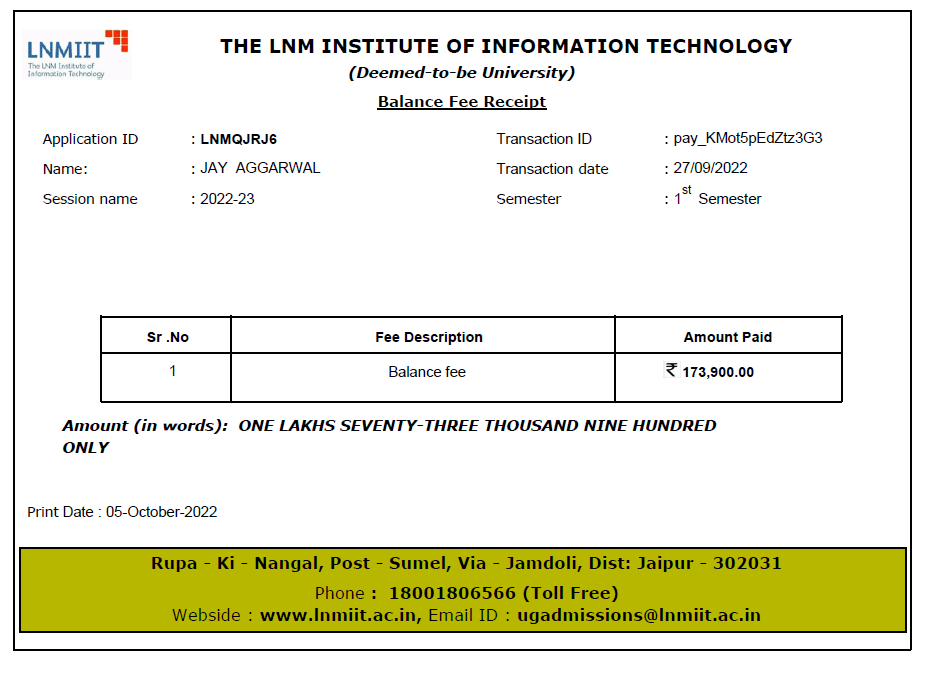 LNMIIT
The LNM Institute of
Information Technology
THE LNM INSTITUTE OF INFORMATION TECHNOLOGY
(Deemed-to-be University)
Balance Fee Receipt
Application ID : LNMQJRJ6 Transaction ID : pay_KMot5pEdZtz3G3
Name: : JAY AGGARWAL Transaction date : 27/09/2022
Session name : 2022-23 Semester : 1st Semester
Sr .No Fee Description Amount Paid
1 Balance fee ₹ 173,900.00
Amount (in words): ONE LAKHS SEVENTY-THREE THOUSAND NINE HUNDRED
ONLY
Print Date : 05-October-2022
Rupa - Ki - Nangal, Post - Sumel, Via - Jamdoli, Dist: Jaipur - 302031
Phone : 18001806566 (Toll Free)
Webside : www.lnmiit.ac.in, Email ID : ugadmissions@lnmiit.ac.in